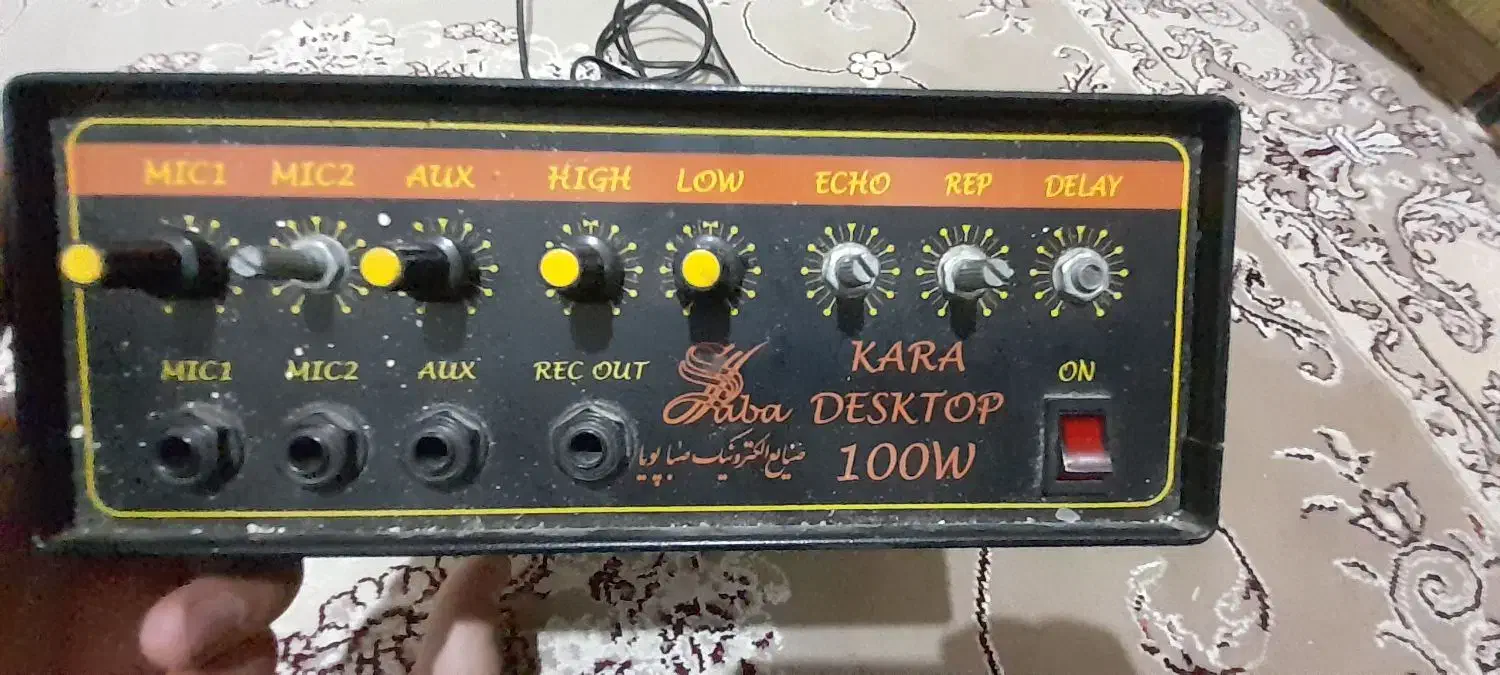 MIC1 MIC2 AUX HIGH LOW ECHO REP DELAY
MIC1 MIC2 AUX REC OUT ON
Saba
صنایع الکترونیک صبا پویا
KARA
DESKTOP
100W